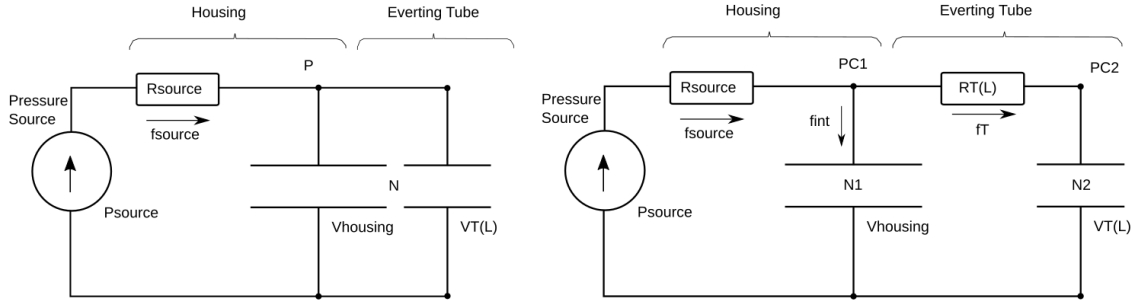 Housing
Everting Tube
P
Rsource
Pressure
Source
fsource
N
Psource
Vhousing
VT(L)
Housing
Everting Tube
PC1
PC2
Rsource
RT(L)
Pressure
Source
fsource
fint
fT
N1
N2
Psource
Vhousing
VT(L)